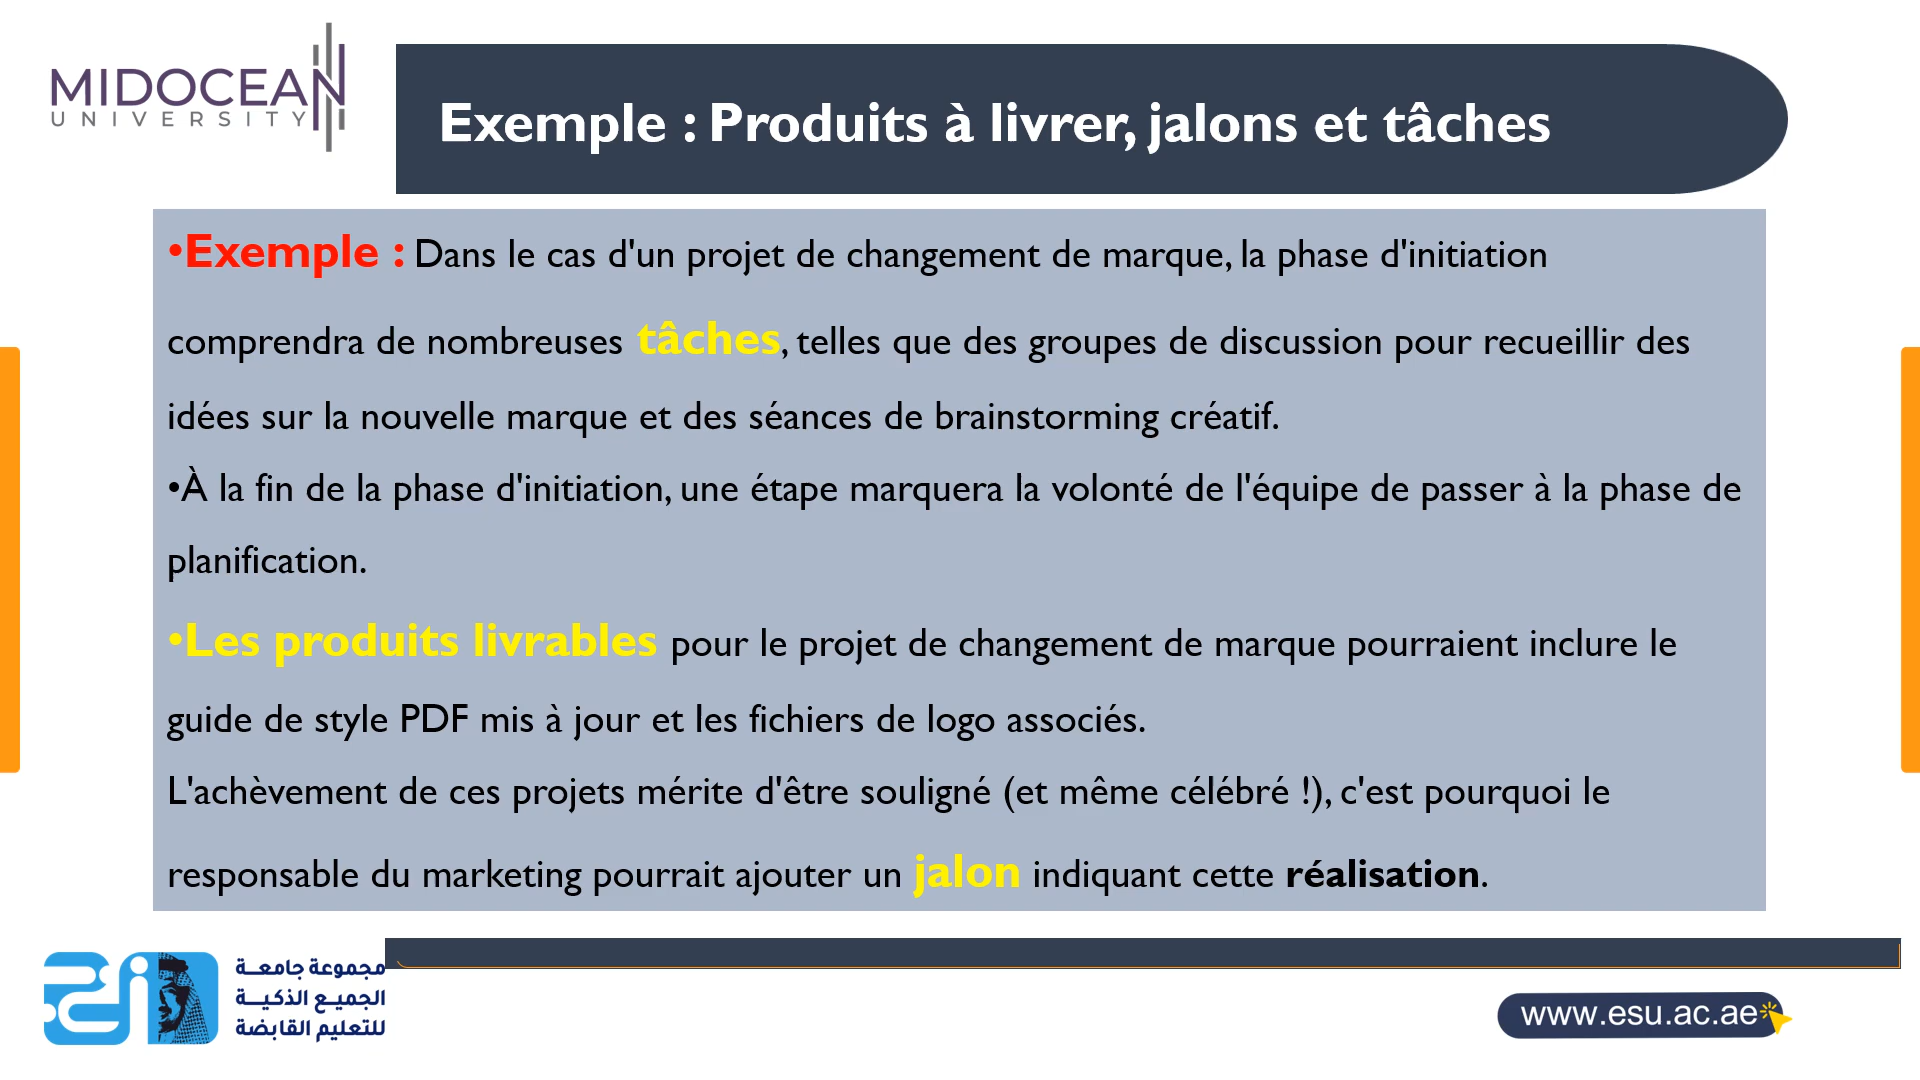 MIDOCEAN
UNIVERSITY
Exemple : Produits à livrer, jalons et tâches
•Exemple : Dans le cas d'un projet de changement de marque, la phase d'initiation
comprendra de nombreuses tâches, telles que des groupes de discussion pour recueillir des
idées sur la nouvelle marque et des séances de brainstorming créatif.
•À la fin de la phase d'initiation, une étape marquera la volonté de l'équipe de passer à la phase de
planification.
•Les produits livrables pour le projet de changement de marque pourraient inclure le
guide de style PDF mis à jour et les fichiers de logo associés.
L'achèvement de ces projets mérite d'être souligné (et même célébré !), c'est pourquoi le
responsable du marketing pourrait ajouter un jalon indiquant cette réalisation.
مجموعة جامعـــة
الجميـــع الذكيـــة
للتعليم القابضة
www.esu.ac.ae